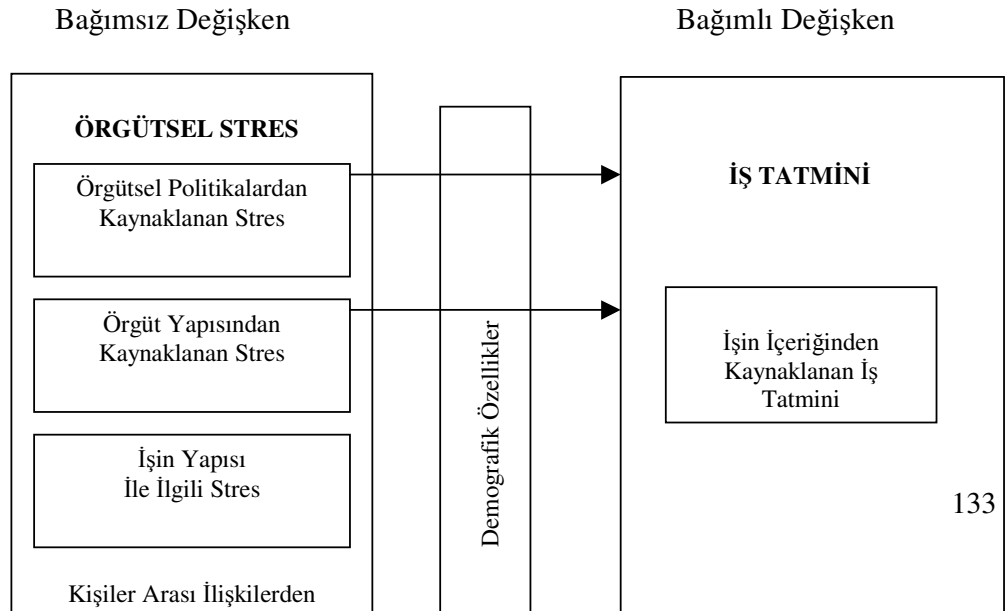 Bağımsız Değişken
Bağımlı Değişken
ÖRGÜTSEL STRES
Örgütsel Politikalardan
Kaynaklanan Stres
Örgüt Yapısından
Kaynaklanan Stres
İşin Yapısı
İle İlgili Stres
Kişiler Arası İlişkilerden
Demografik Özellikler
İŞ TATMİNİ
İşin İçeriğinden
Kaynaklanan İş
Tatmini
133